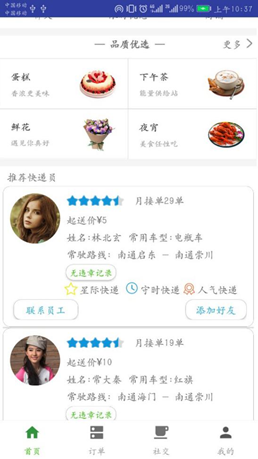 中国移动
中国移动
99% 上午10:37
— 品质优选 —
更多 >
蛋糕
香浓更美味
下午茶
能量供给站
鲜花
遇见你真好
夜宵
美食任性吃
推荐快递员
月接单29单
起送价¥5
姓名:林北玄 常用车型:电瓶车
常驶路线: 南通启东 — 南通崇川
无违章记录
星际快递 守时快递 人气快递
联系员工
添加好友
月接单19单
起送价¥10
姓名:常大秦 常用车型:红旗
常驶路线: 南通海门 — 南通崇川
无违章记录
首页
订单
社交
我的